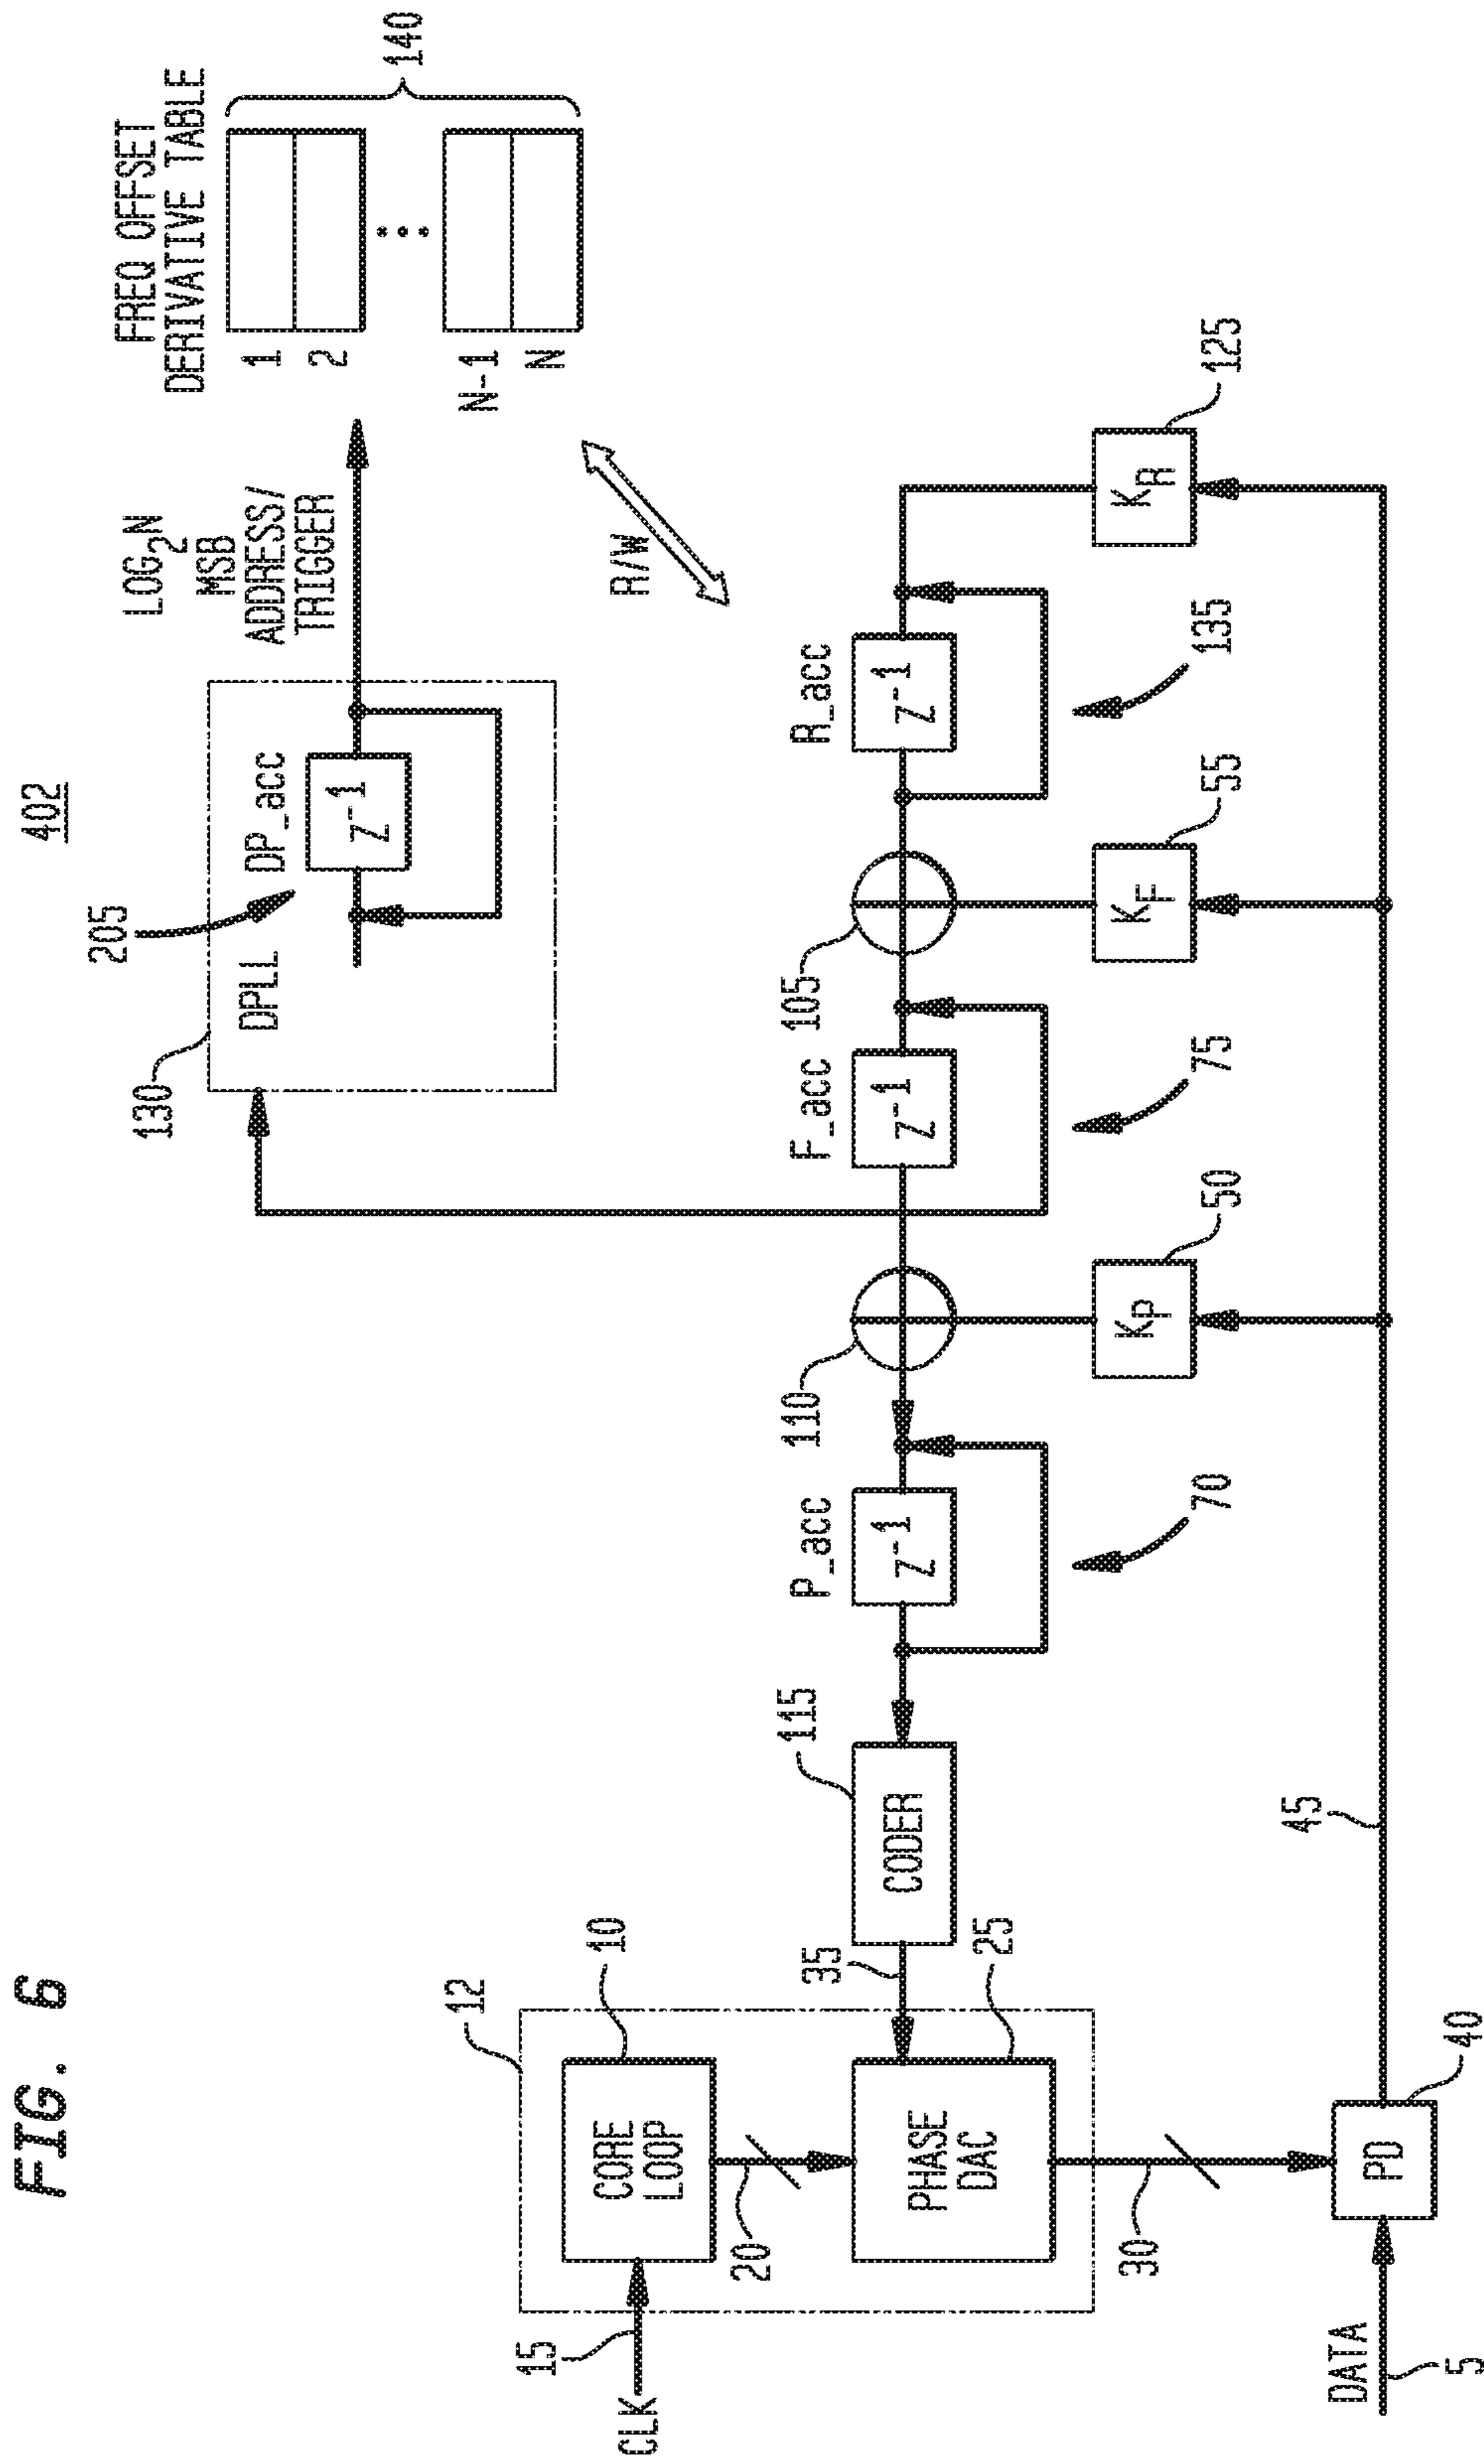 FIG. 6
402
CLK
15
12
CORE
LOOP
10
20
PHASE
DAC
25
35
30
DATA
5
PD
40
45
CODER
115
P_acc
Z⁻¹
70
110
KP
50
F_acc
Z⁻¹
75
105
KF
55
R_acc
Z⁻¹
135
KR
125
130
DPLL
205
DP_acc
Z⁻¹
LOG₂N
MSB
ADDRESS/
TRIGGER
R/W
FREQ OFFSET
DERIVATIVE TABLE
1
2
N-1
N
140